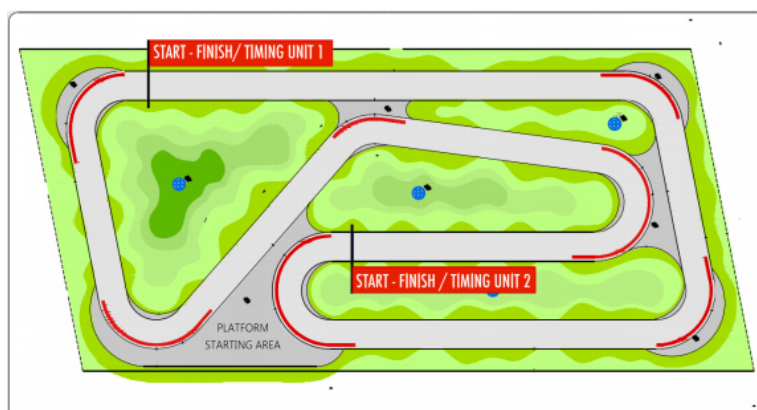 START - FINISH/ TIMING UNIT 1
START - FINISH / TIMING UNIT 2
PLATFORM
STARTING AREA